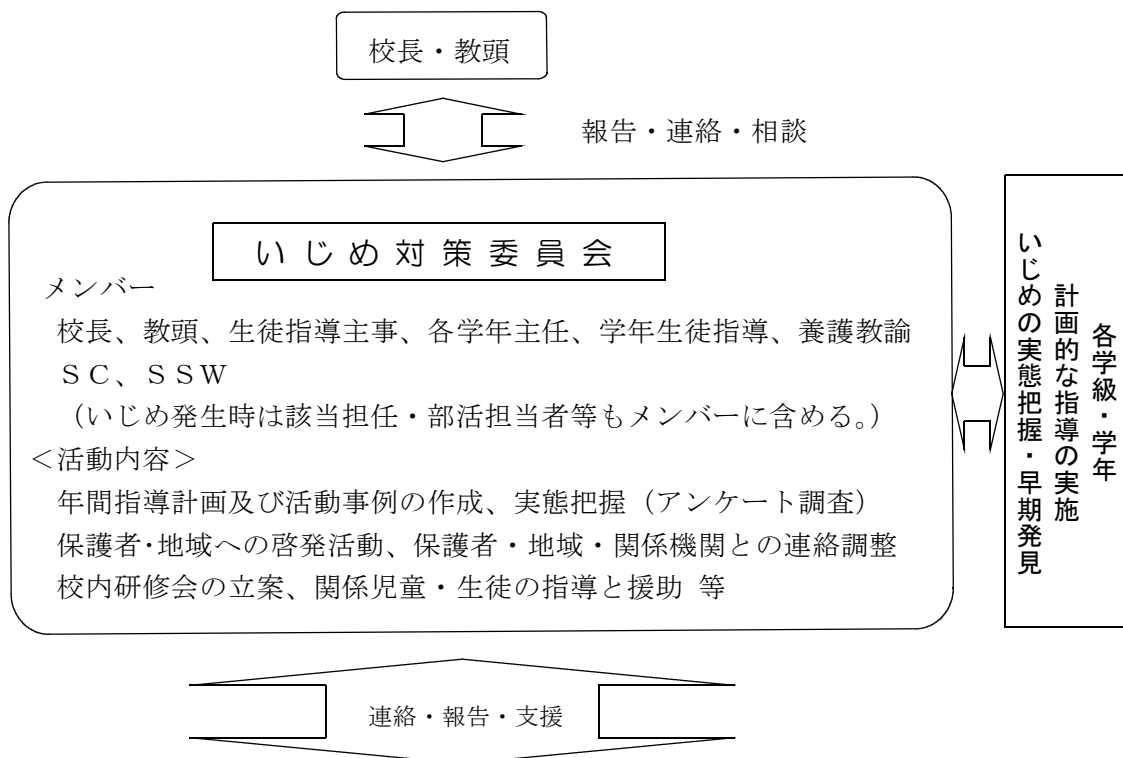 校長・教頭
報告・連絡・相談
いじめ対策委員会
メンバー
校長、教頭、生徒指導主事、各学年主任、学年生徒指導、養護教諭
ＳＣ、ＳＳＷ
（いじめ発生時は該当担任・部活担当者等もメンバーに含める。）
＜活動内容＞
年間指導計画及び活動事例の作成、実態把握（アンケート調査）
保護者・地域への啓発活動、保護者・地域・関係機関との連絡調整
校内研修会の立案、関係児童・生徒の指導と援助 等
各学級・学年
計画的な指導の実施
いじめの実態把握・早期発見
連絡・報告・支援